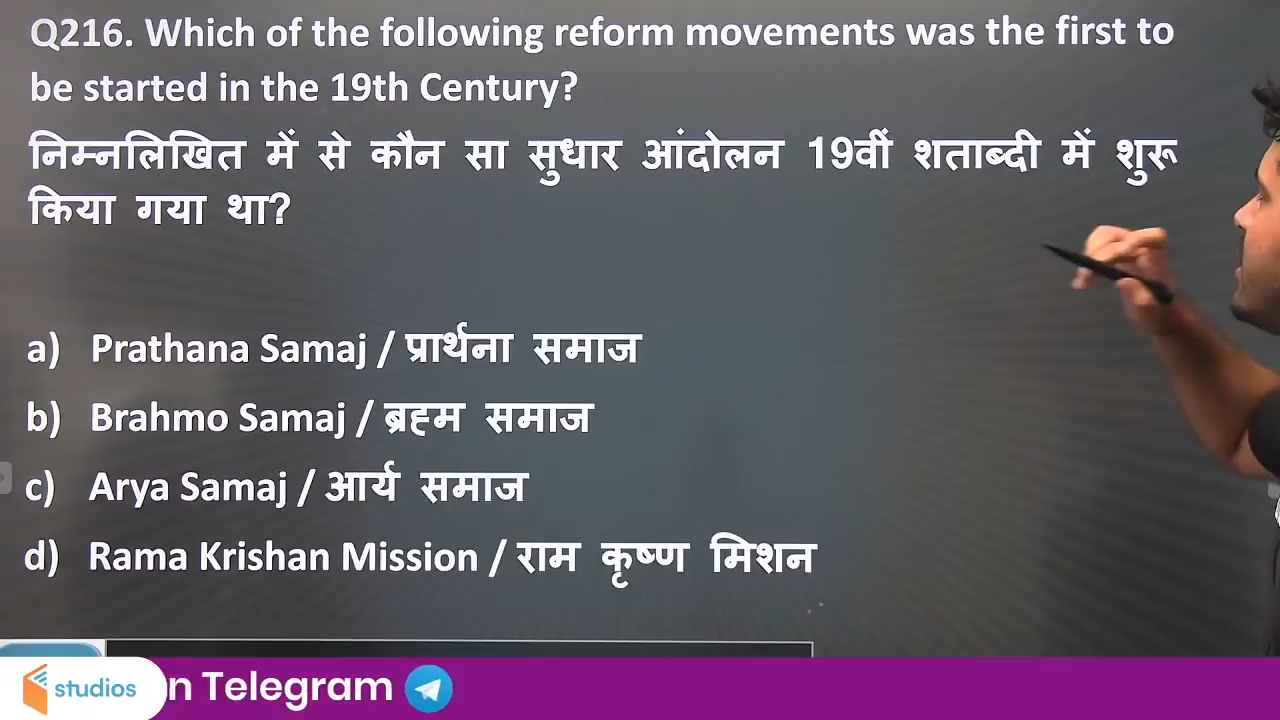 Q216. Which of the following reform movements was the first to
be started in the 19th Century?
निम्नलिखित में से कौन सा सुधार आंदोलन 19वीं शताब्दी में शुरू
किया गया था?
a) Prathana Samaj / प्रार्थना समाज
b) Brahmo Samaj / ब्रह्म समाज
c) Arya Samaj / आर्य समाज
d) Rama Krishan Mission / राम कृष्ण मिशन
studios n Telegram